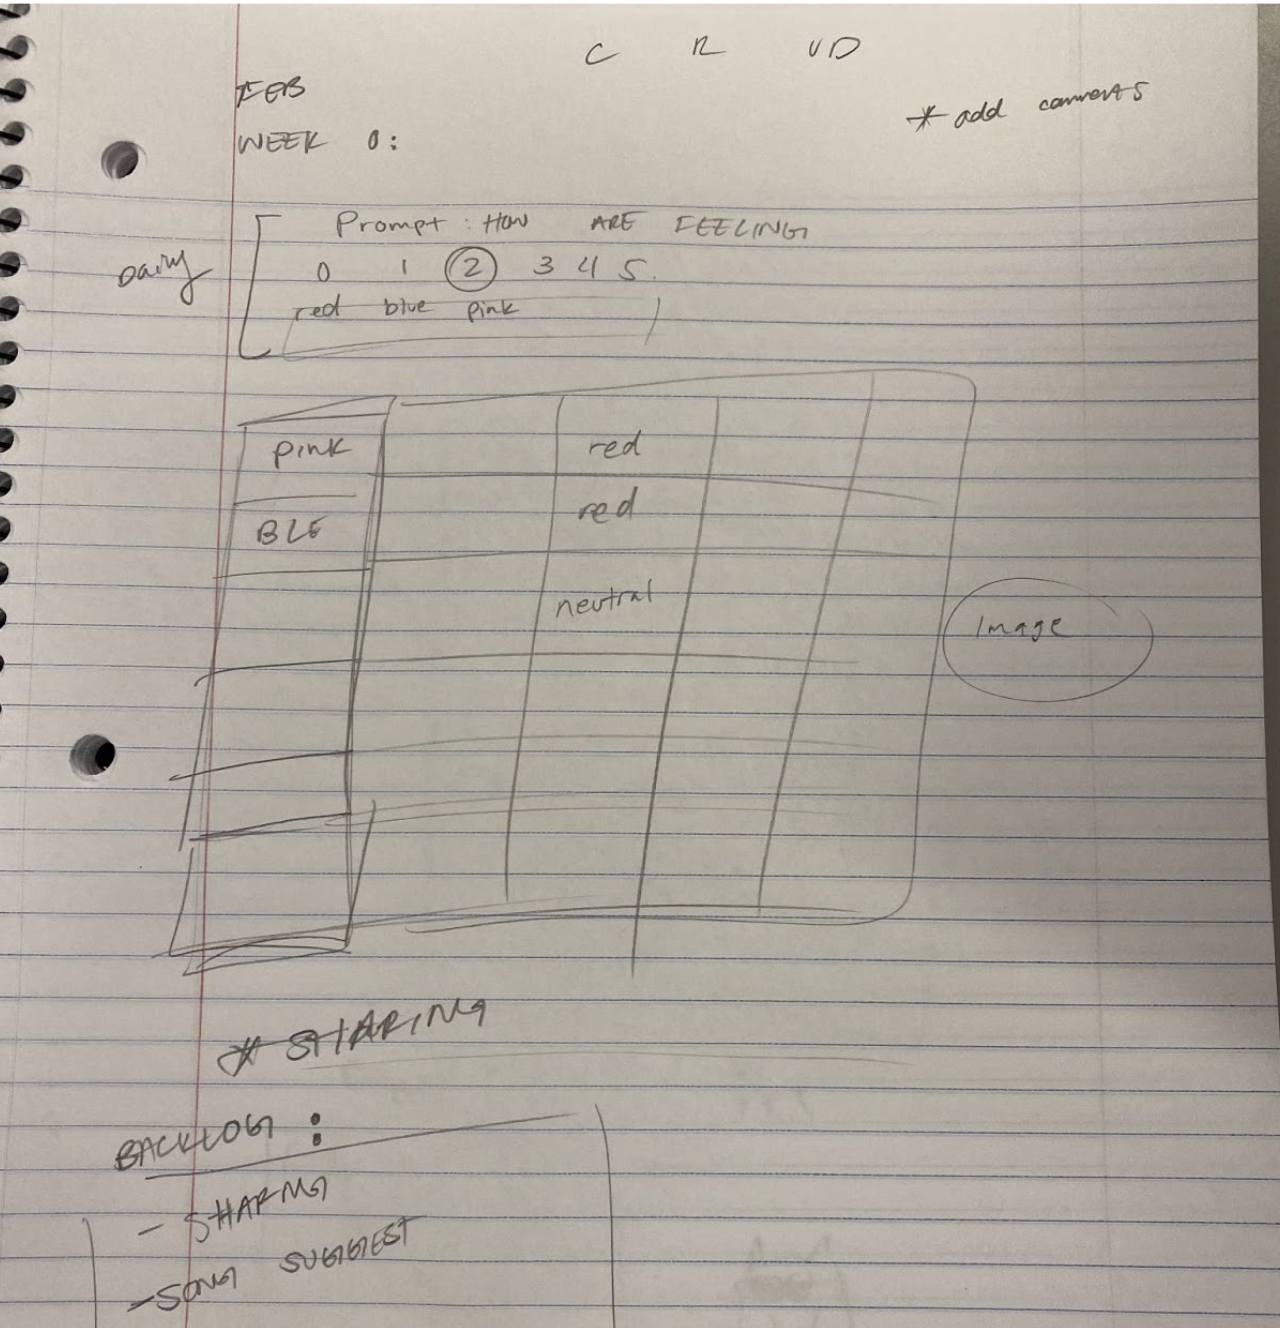 C R UD
FEB
* add comments
WEEK 0:
Prompt : HOW ARE FEELING
Daily
0 1 2 3 4 5.
red blue pink
pink red
BLE red
neutral
Image
* SHARING
BACKLOG :
- SHARNG
- SONG SUGGEST